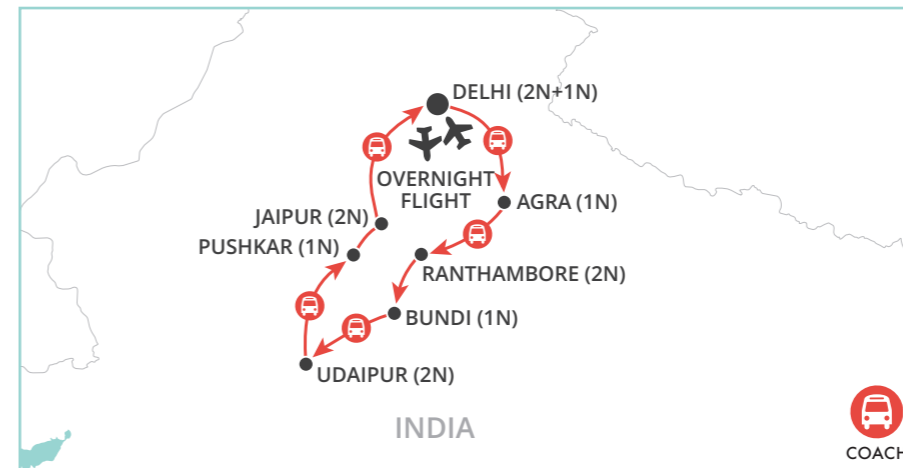 DELHI (2N+1N)
OVERNIGHT
FLIGHT
AGRA (1N)
JAIPUR (2N)
PUSHKAR (1N)
RANTHAMBORE (2N)
BUNDI (1N)
UDAIPUR (2N)
INDIA
COACH